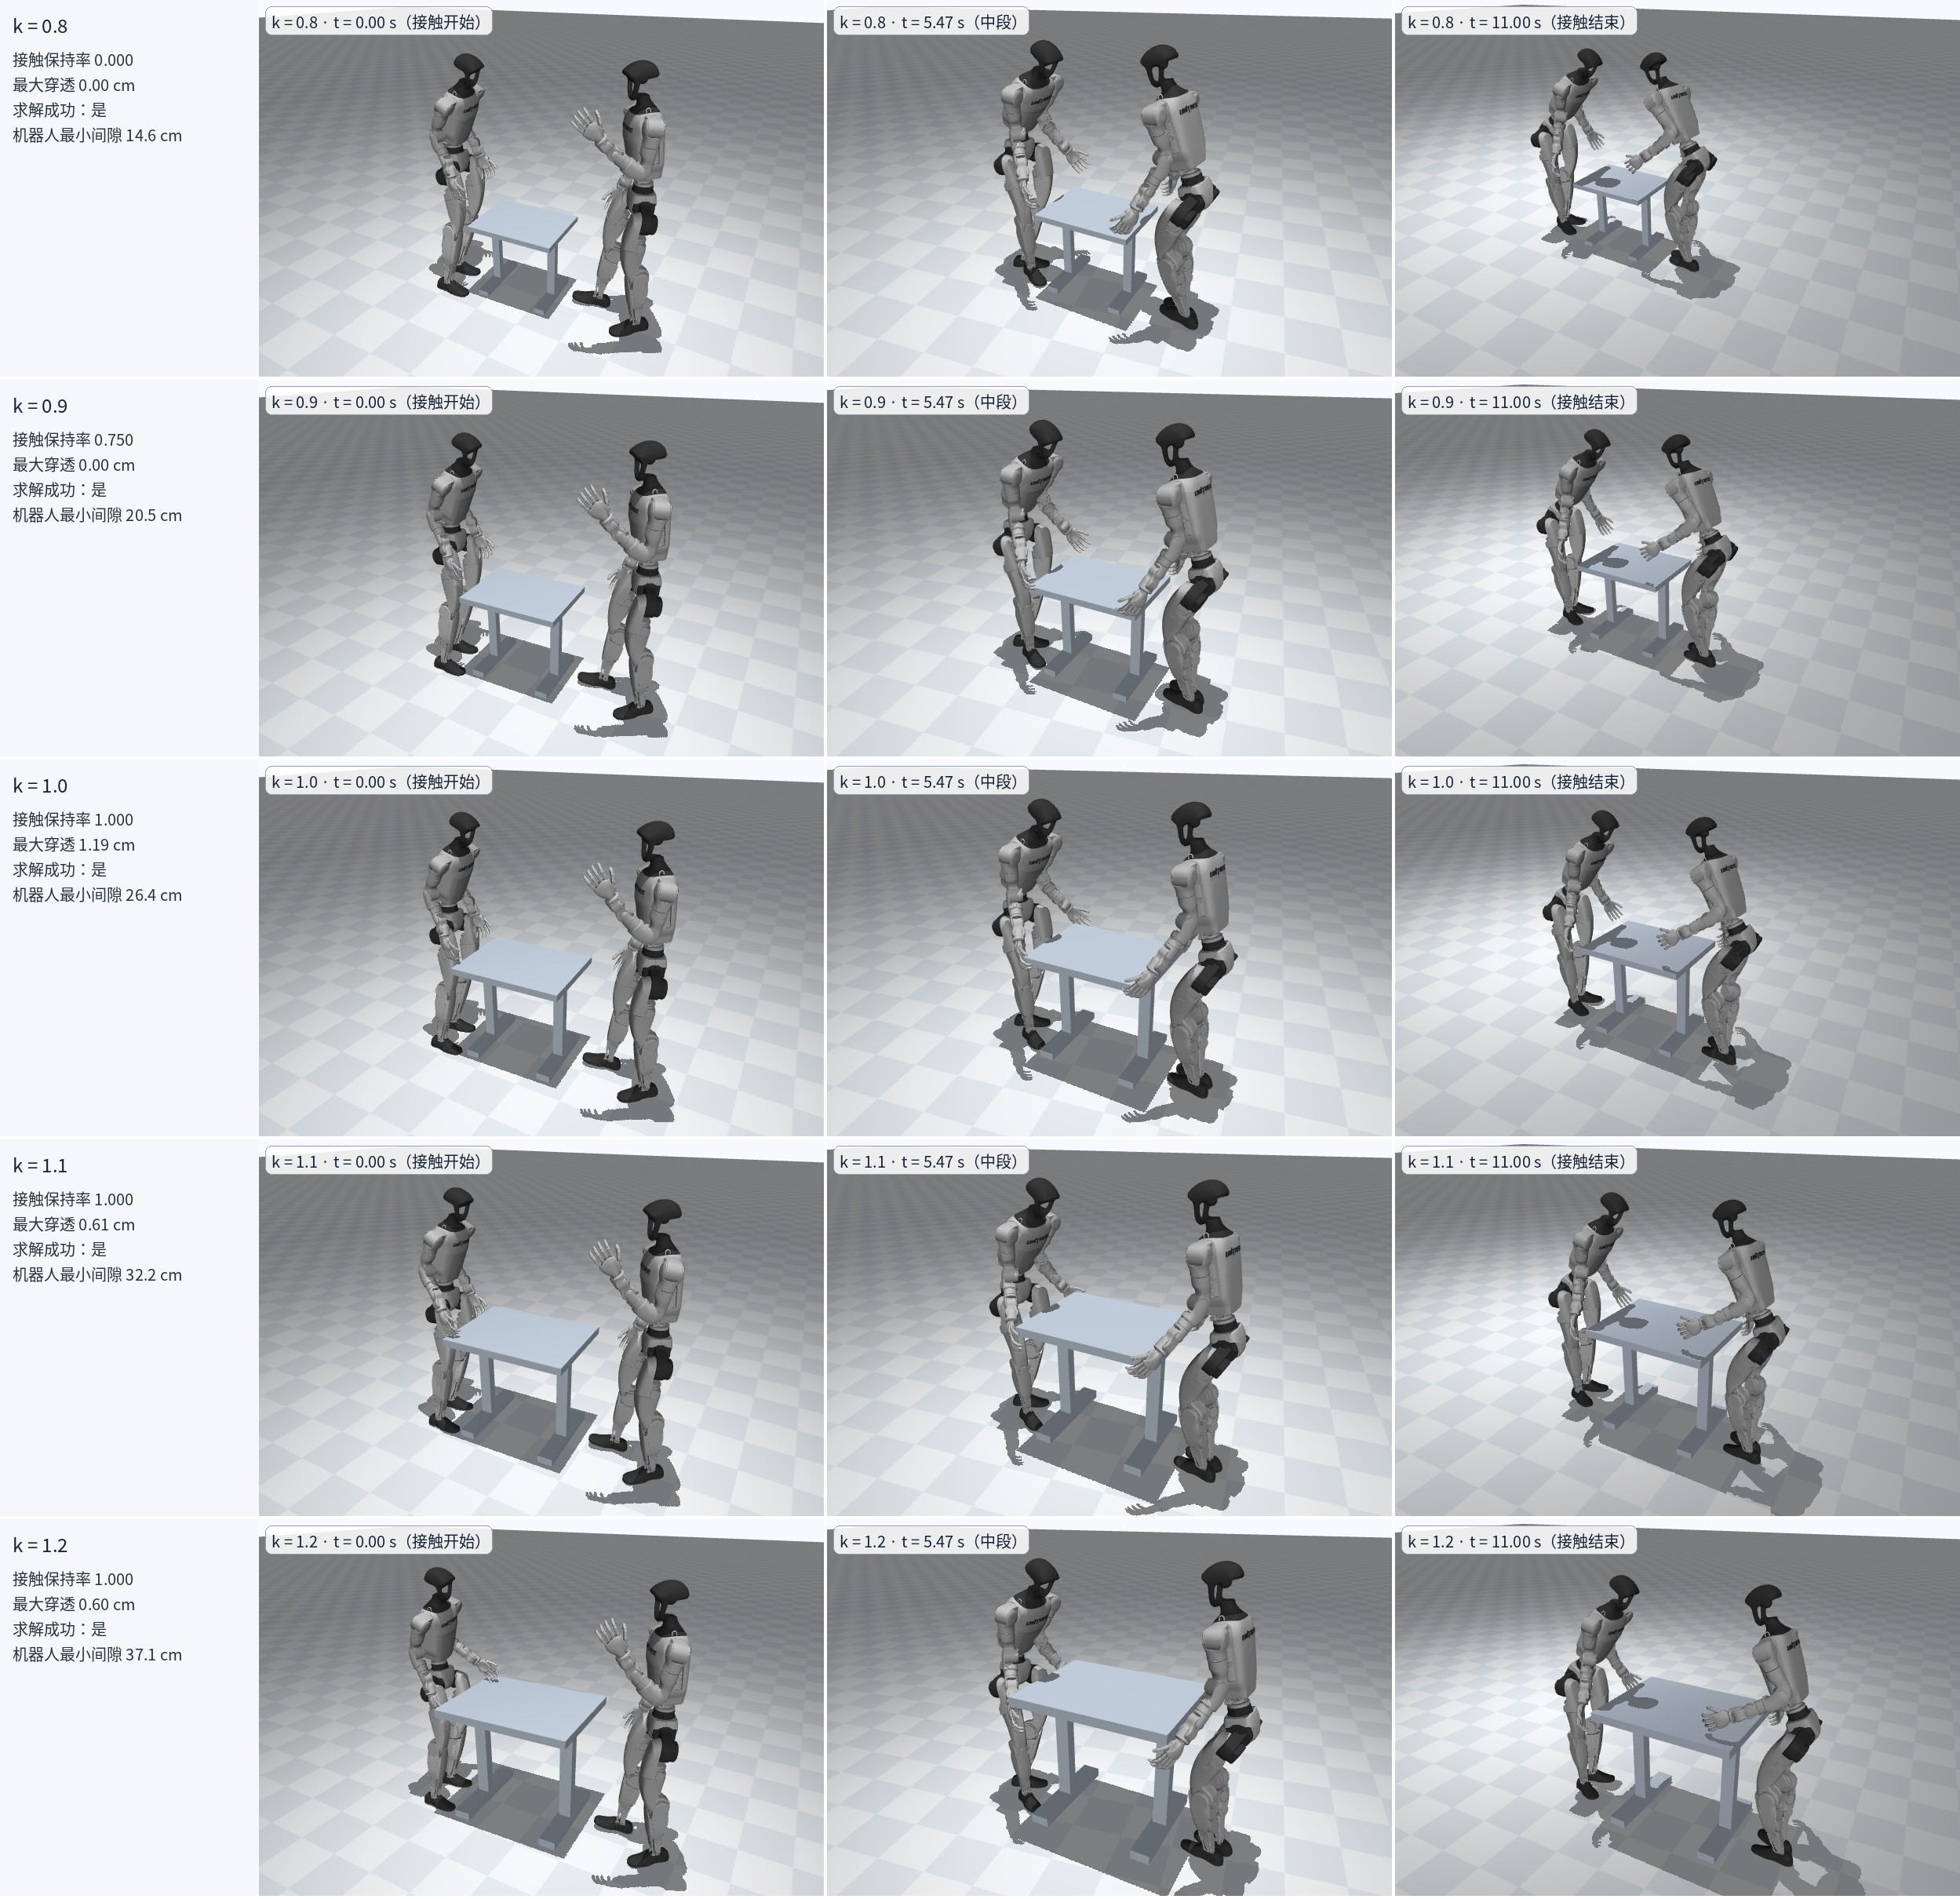 k = 0.8
接触保持率 0.000
最大穿透 0.00 cm
求解成功：是
机器人最小间隙 14.6 cm
k = 0.8 · t = 0.00 s（接触开始）
k = 0.8 · t = 5.47 s（中段）
k = 0.8 · t = 11.00 s（接触结束）
k = 0.9
接触保持率 0.750
最大穿透 0.00 cm
求解成功：是
机器人最小间隙 20.5 cm
k = 0.9 · t = 0.00 s（接触开始）
k = 0.9 · t = 5.47 s（中段）
k = 0.9 · t = 11.00 s（接触结束）
k = 1.0
接触保持率 1.000
最大穿透 1.19 cm
求解成功：是
机器人最小间隙 26.4 cm
k = 1.0 · t = 0.00 s（接触开始）
k = 1.0 · t = 5.47 s（中段）
k = 1.0 · t = 11.00 s（接触结束）
k = 1.1
接触保持率 1.000
最大穿透 0.61 cm
求解成功：是
机器人最小间隙 32.2 cm
k = 1.1 · t = 0.00 s（接触开始）
k = 1.1 · t = 5.47 s（中段）
k = 1.1 · t = 11.00 s（接触结束）
k = 1.2
接触保持率 1.000
最大穿透 0.60 cm
求解成功：是
机器人最小间隙 37.1 cm
k = 1.2 · t = 0.00 s（接触开始）
k = 1.2 · t = 5.47 s（中段）
k = 1.2 · t = 11.00 s（接触结束）